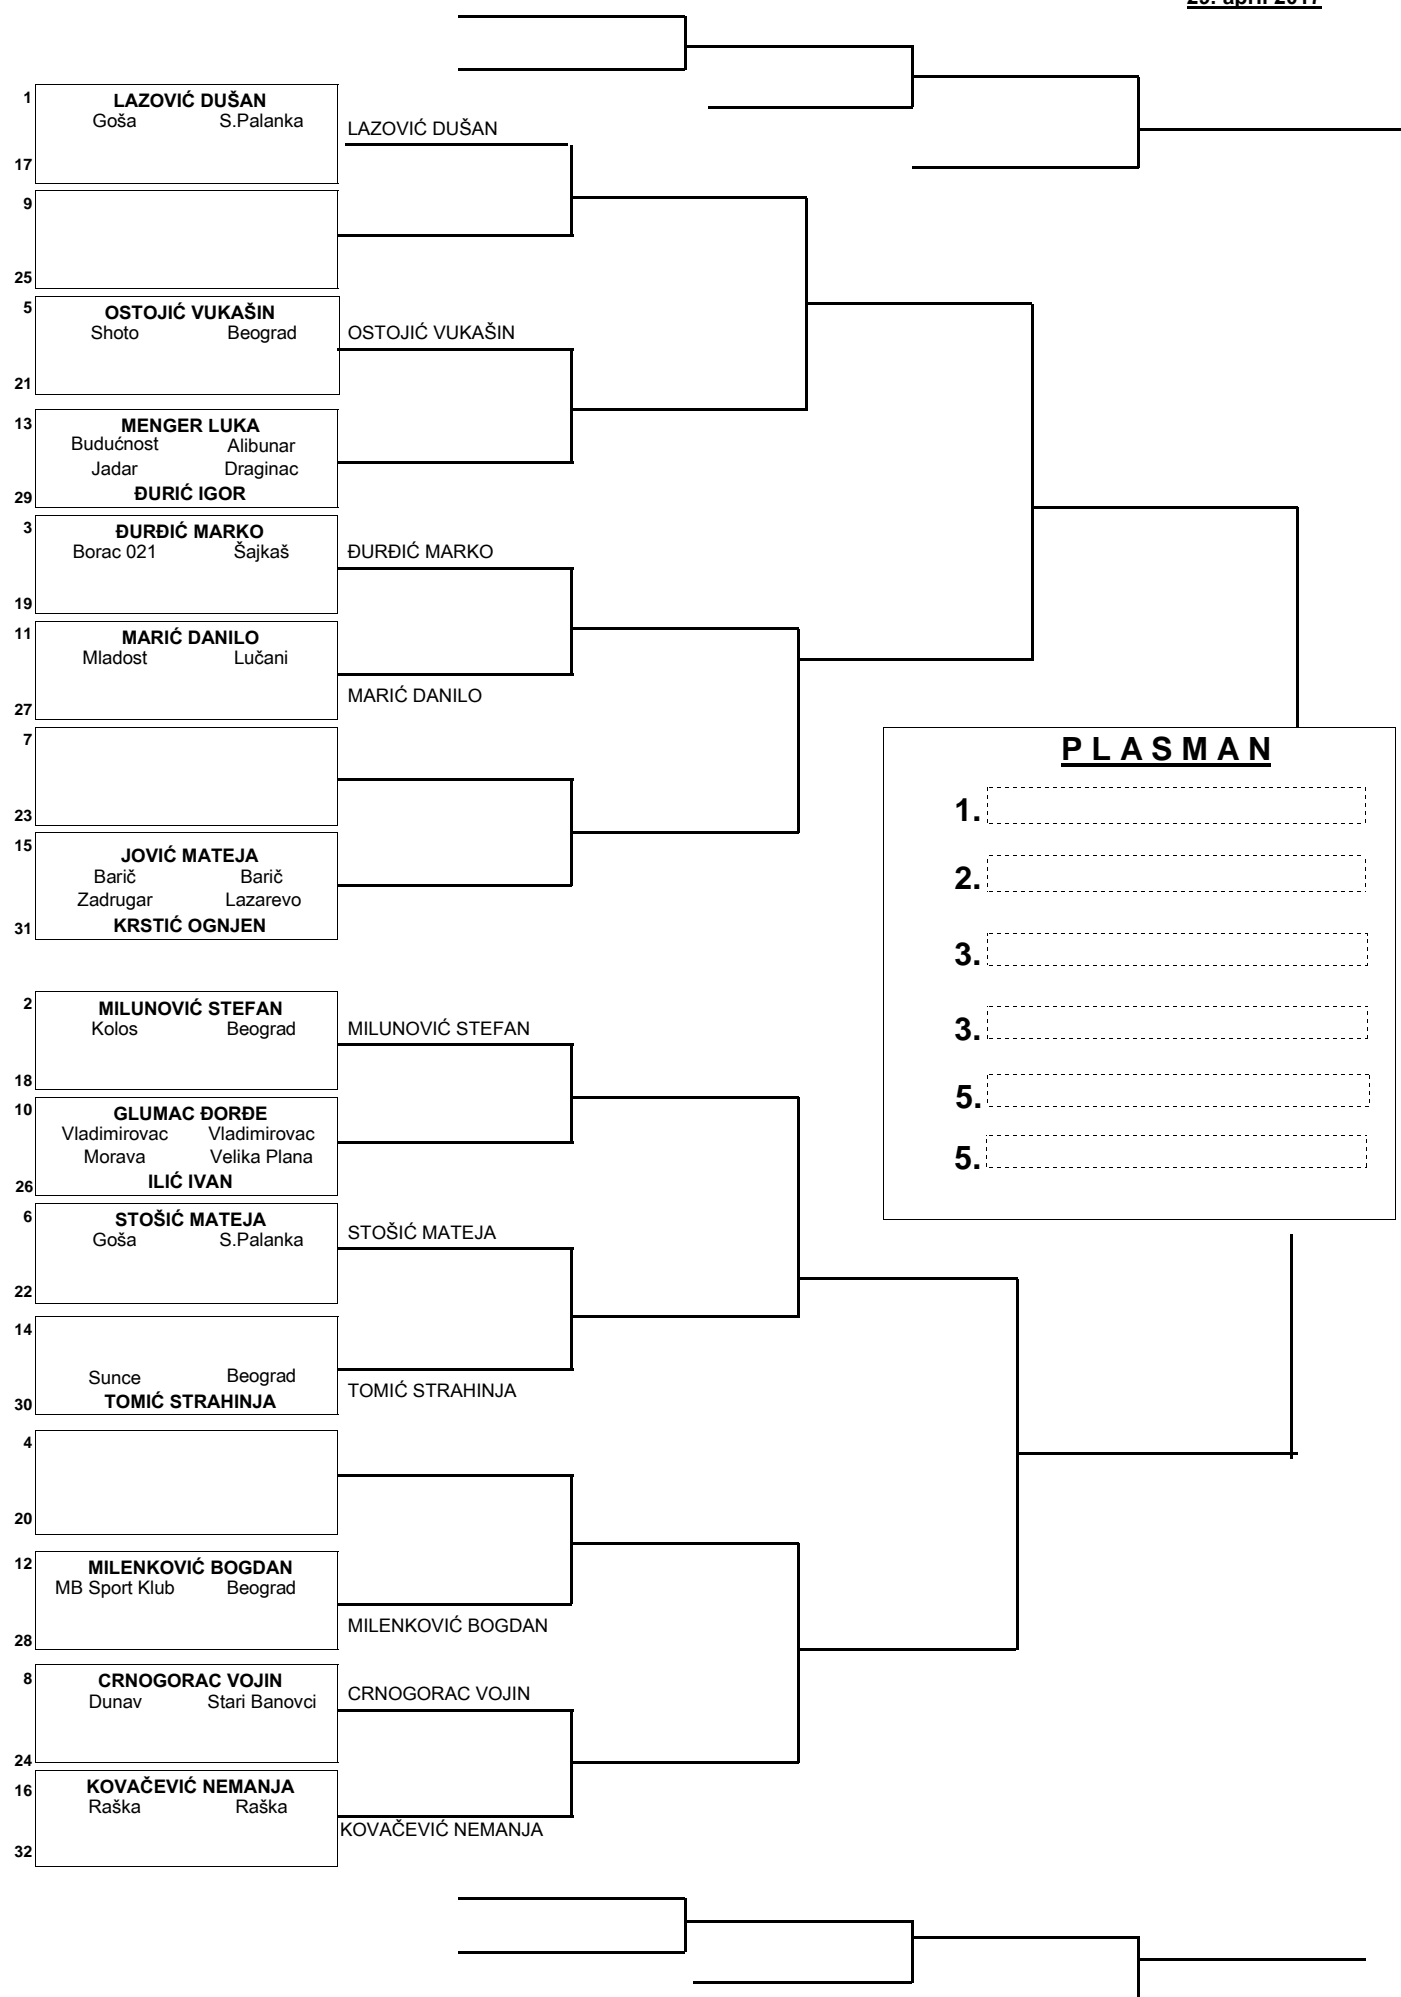 29. april 2017
1
LAZOVIĆ DUŠAN
Goša S.Palanka
LAZOVIĆ DUŠAN
17
9
25
5
OSTOJIĆ VUKAŠIN
Shoto Beograd
OSTOJIĆ VUKAŠIN
21
13
MENGER LUKA
Budućnost Alibunar
Jadar Draginac
29
ĐURIĆ IGOR
3
ĐURĐIĆ MARKO
Borac 021 Šajkaš
ĐURĐIĆ MARKO
19
11
MARIĆ DANILO
Mladost Lučani
MARIĆ DANILO
27
7
23
15
JOVIĆ MATEJA
Barič Barič
Zadrugar Lazarevo
31
KRSTIĆ OGNJEN
P L A S M A N
1.
2.
3.
3.
5.
5.
2
MILUNOVIĆ STEFAN
Kolos Beograd
MILUNOVIĆ STEFAN
18
10
GLUMAC ĐORĐE
Vladimirovac Vladimirovac
Morava Velika Plana
26
ILIĆ IVAN
6
STOŠIĆ MATEJA
Goša S.Palanka
STOŠIĆ MATEJA
22
14
Sunce Beograd
30
TOMIĆ STRAHINJA
TOMIĆ STRAHINJA
4
20
12
MILENKOVIĆ BOGDAN
MB Sport Klub Beograd
MILENKOVIĆ BOGDAN
28
8
CRNOGORAC VOJIN
Dunav Stari Banovci
CRNOGORAC VOJIN
24
16
KOVAČEVIĆ NEMANJA
Raška Raška
KOVAČEVIĆ NEMANJA
32